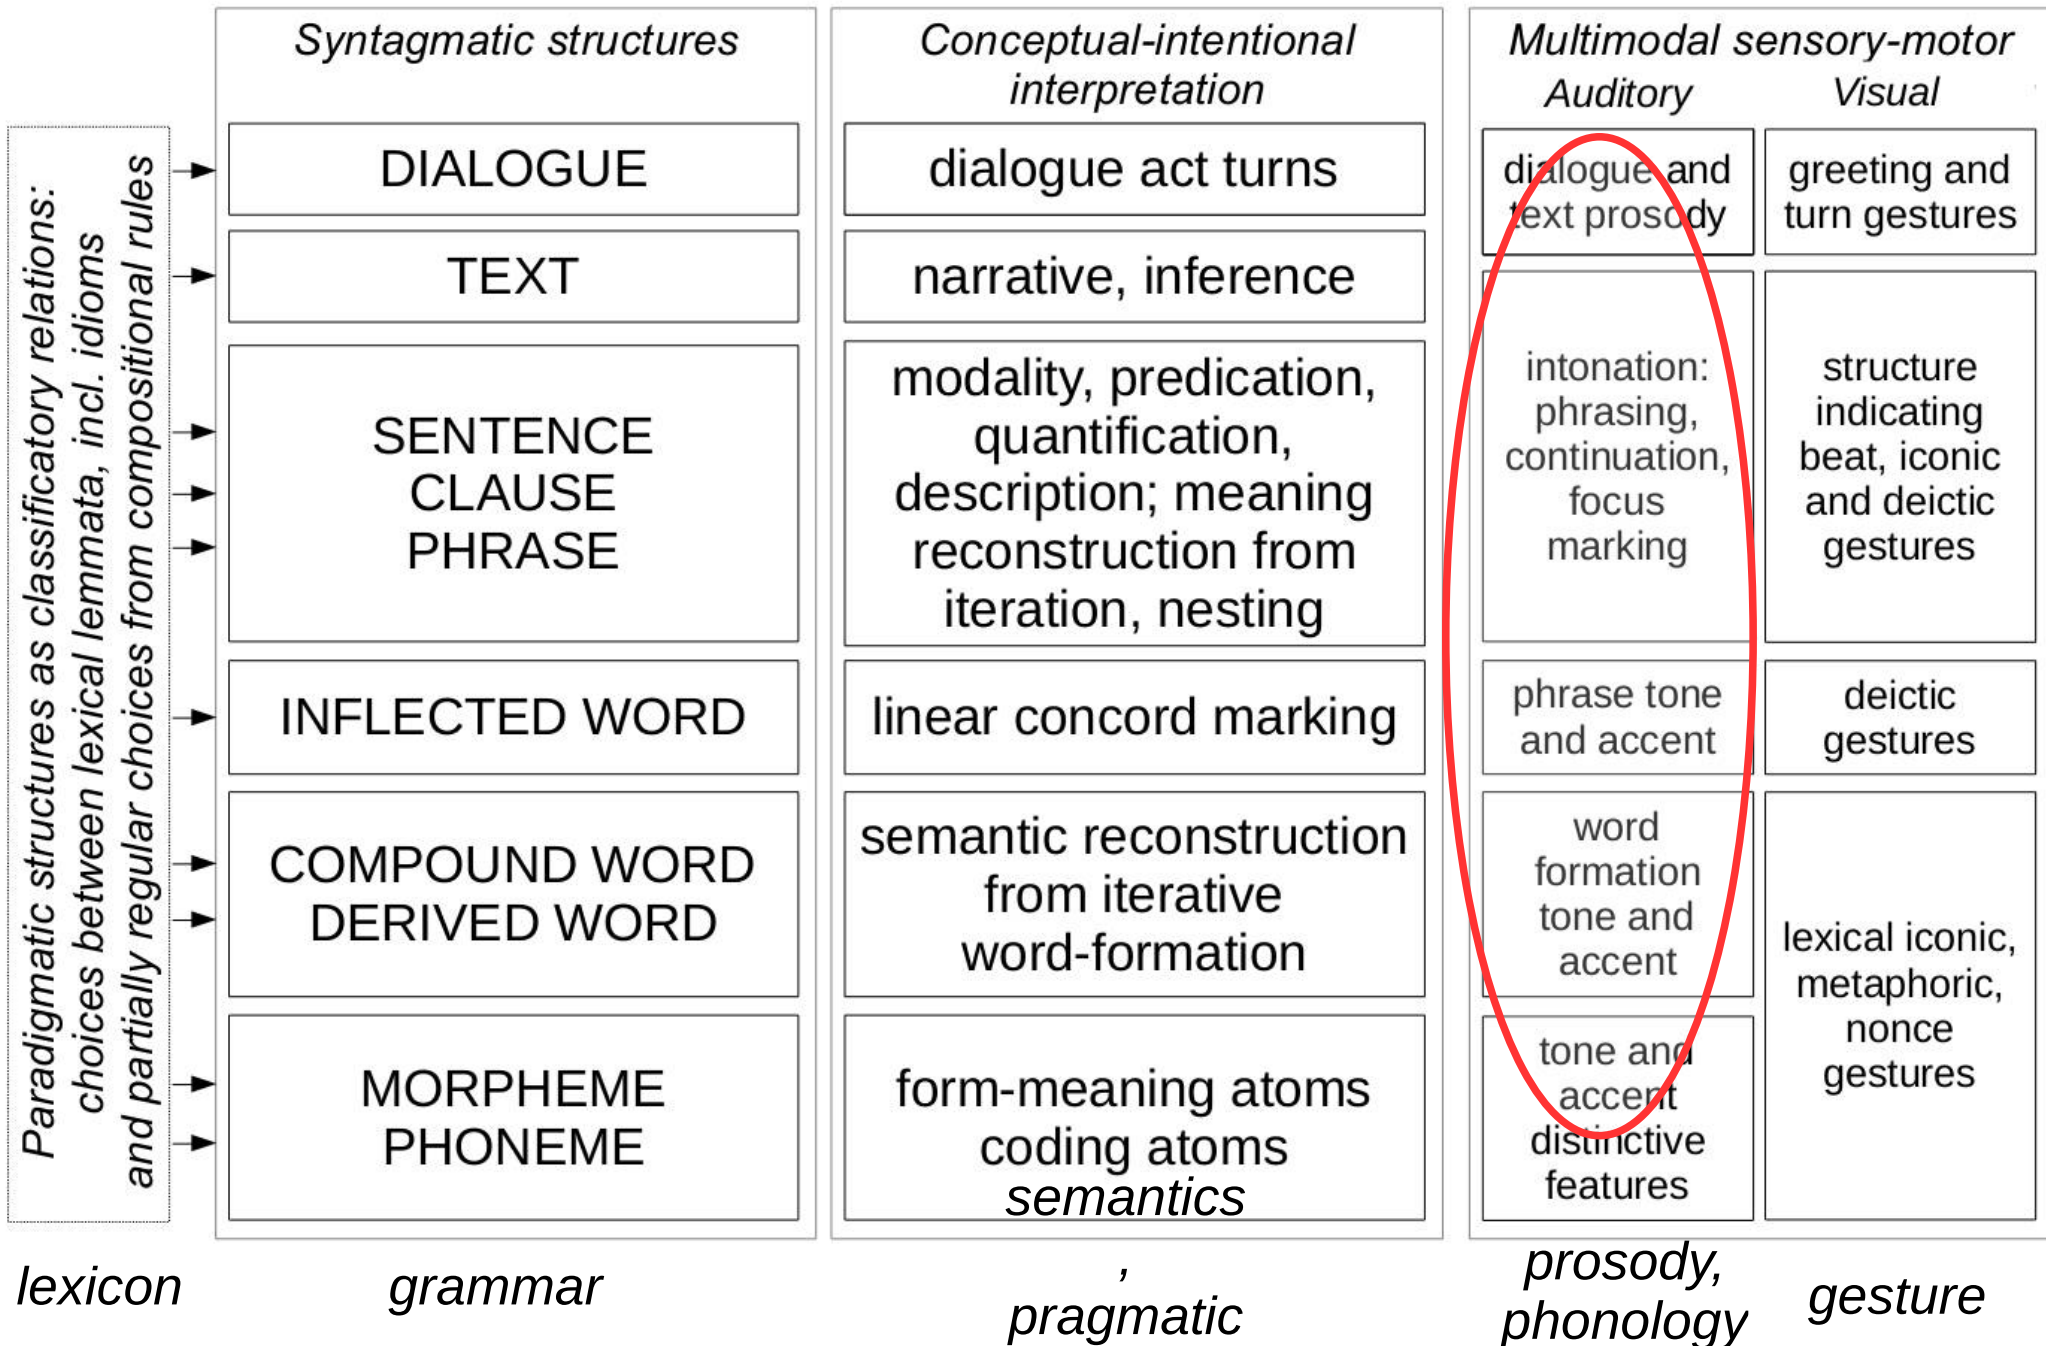 Syntagmatic structures
Conceptual-intentional
interpretation
Multimodal sensory-motor
Auditory
Visual
Paradigmatic structures as classificatory relations:
choices between lexical lemmata, incl. idioms
and partially regular choices from compositional rules
DIALOGUE
dialogue act turns
dialogue and
text prosody
greeting and
turn gestures
TEXT
narrative, inference
SENTENCE
CLAUSE
PHRASE
modality, predication,
quantification,
description; meaning
reconstruction from
iteration, nesting
intonation:
phrasing,
continuation,
focus
marking
structure
indicating
beat, iconic
and deictic
gestures
INFLECTED WORD
linear concord marking
phrase tone
and accent
deictic
gestures
COMPOUND WORD
DERIVED WORD
semantic reconstruction
from iterative
word-formation
word
formation
tone and
accent
lexical iconic,
metaphoric,
nonce
gestures
MORPHEME
PHONEME
form-meaning atoms
coding atoms
tone and
accent
distinctive
features
lexicon
grammar
semantics
,
pragmatic
prosody,
phonology
gesture